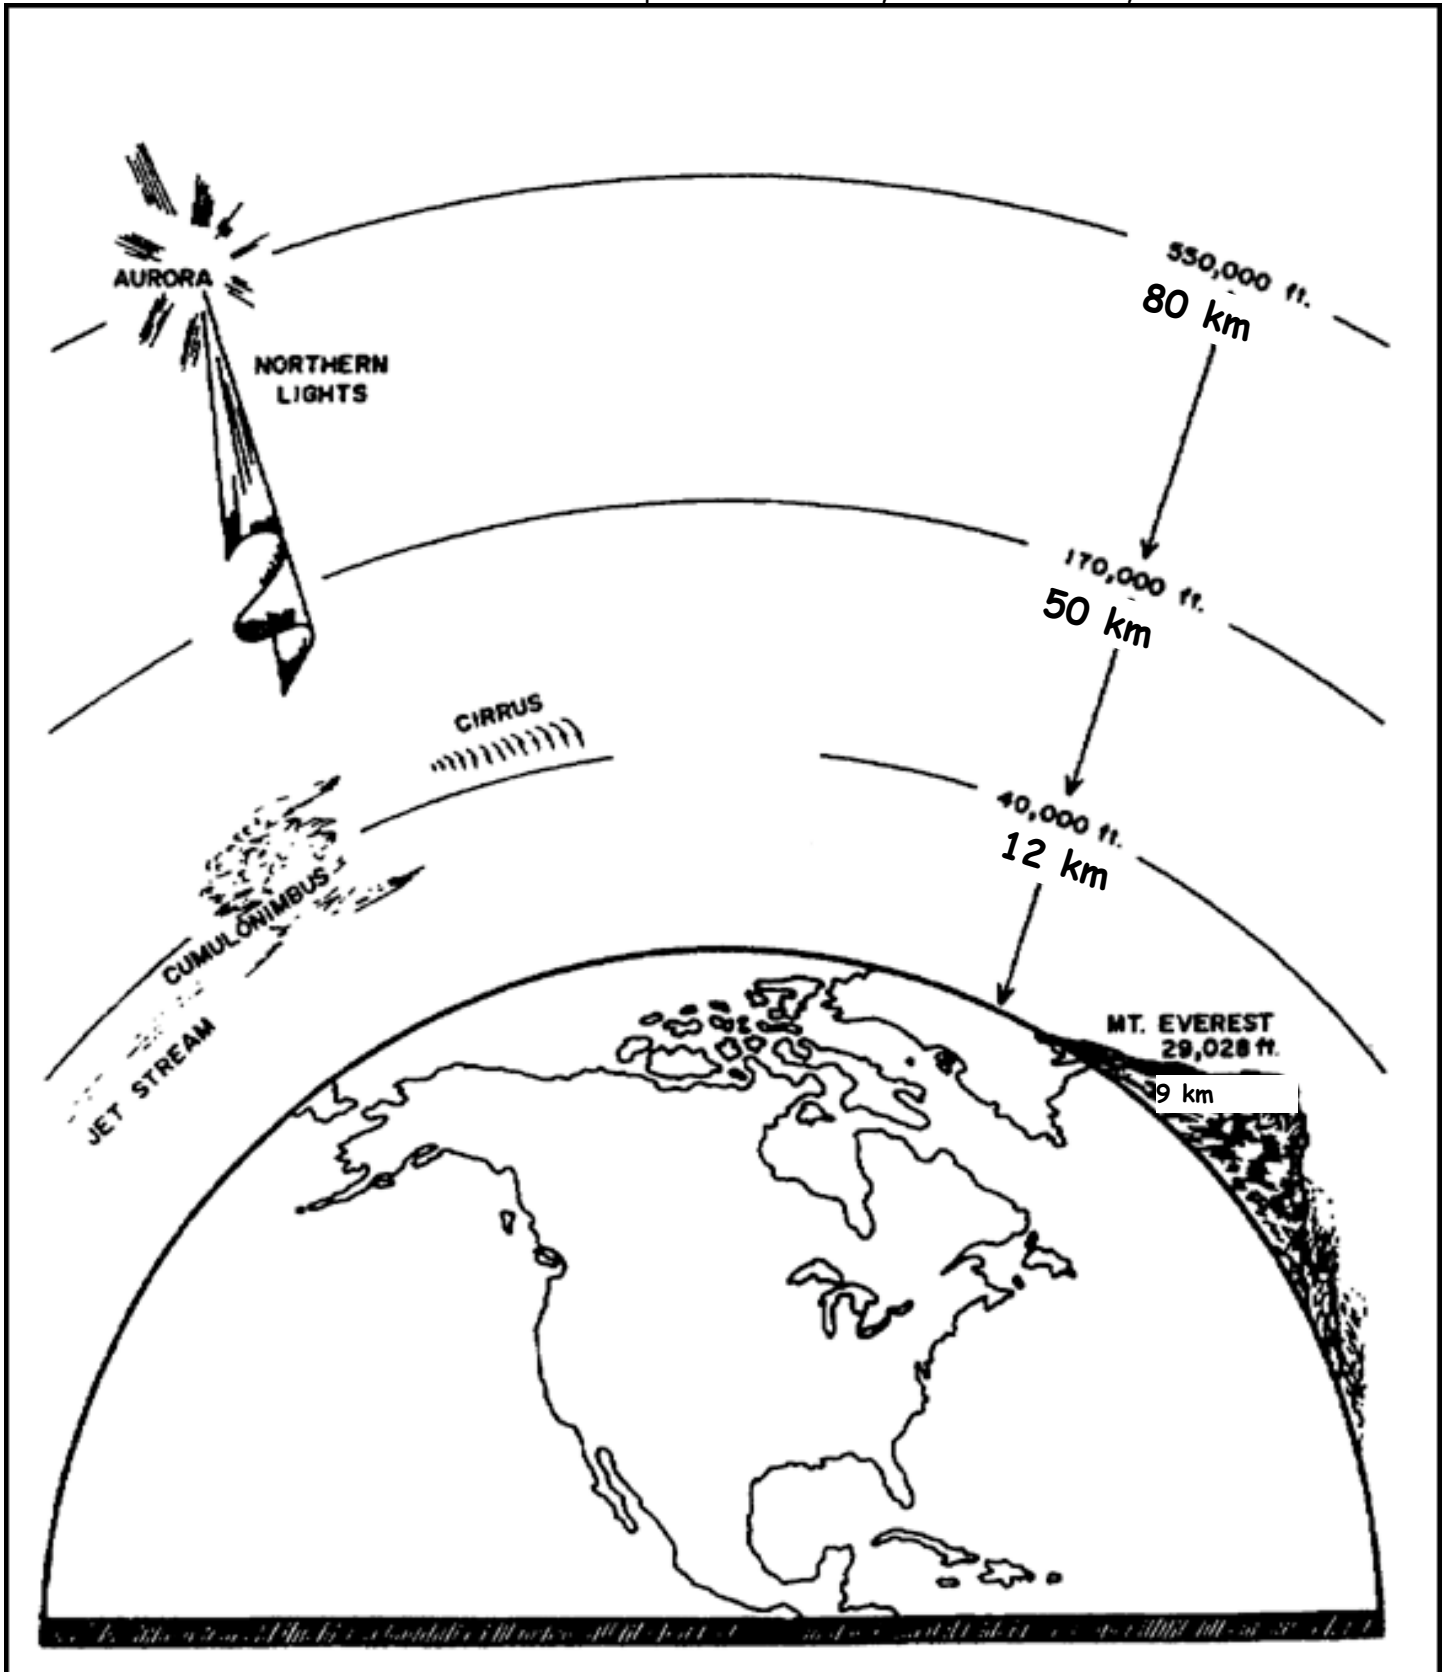 AURORA
NORTHERN
LIGHTS
550,000 ft.
80 km
170,000 ft.
50 km
CIRRUS
40,000 ft.
12 km
CUMULONIMBUS
JET STREAM
MT. EVEREST
29,028 ft.
9 km